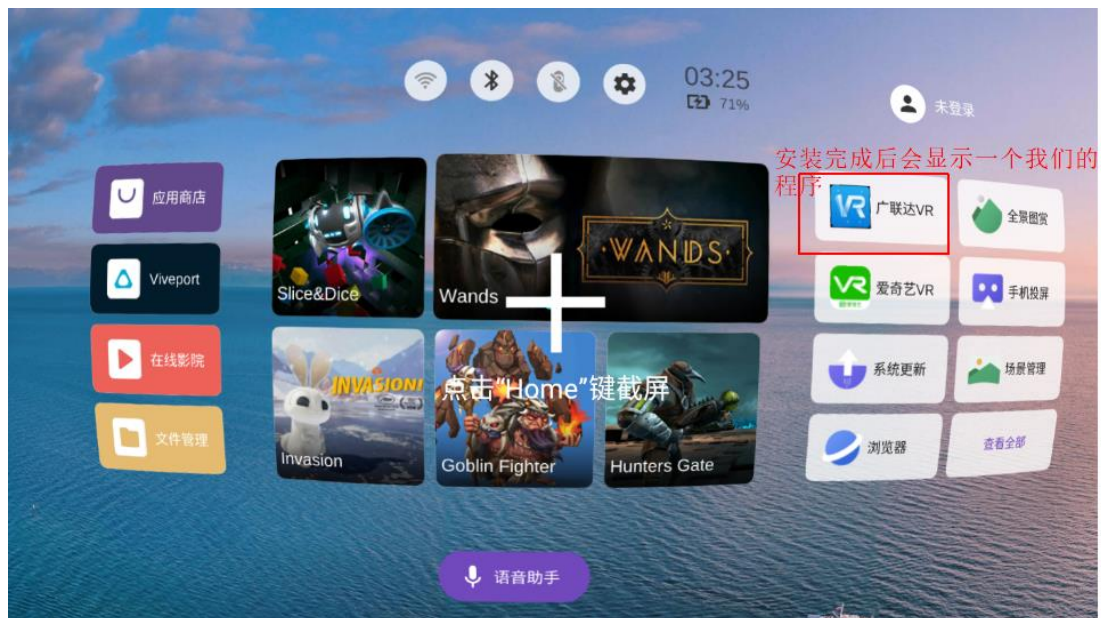 03:25
71%
未登录
安装完成后会显示一个我们的
程序
应用商店
Viveport
在线影院
文件管理
Slice&Dice
Wands
WANDS
INVASION!
Invasion
Goblin Fighter
Hunters Gate
点击“Home”键截屏
VR
广联达VR
全景图赏
VR
爱奇艺VR
手机投屏
系统更新
场景管理
浏览器
查看全部
语音助手